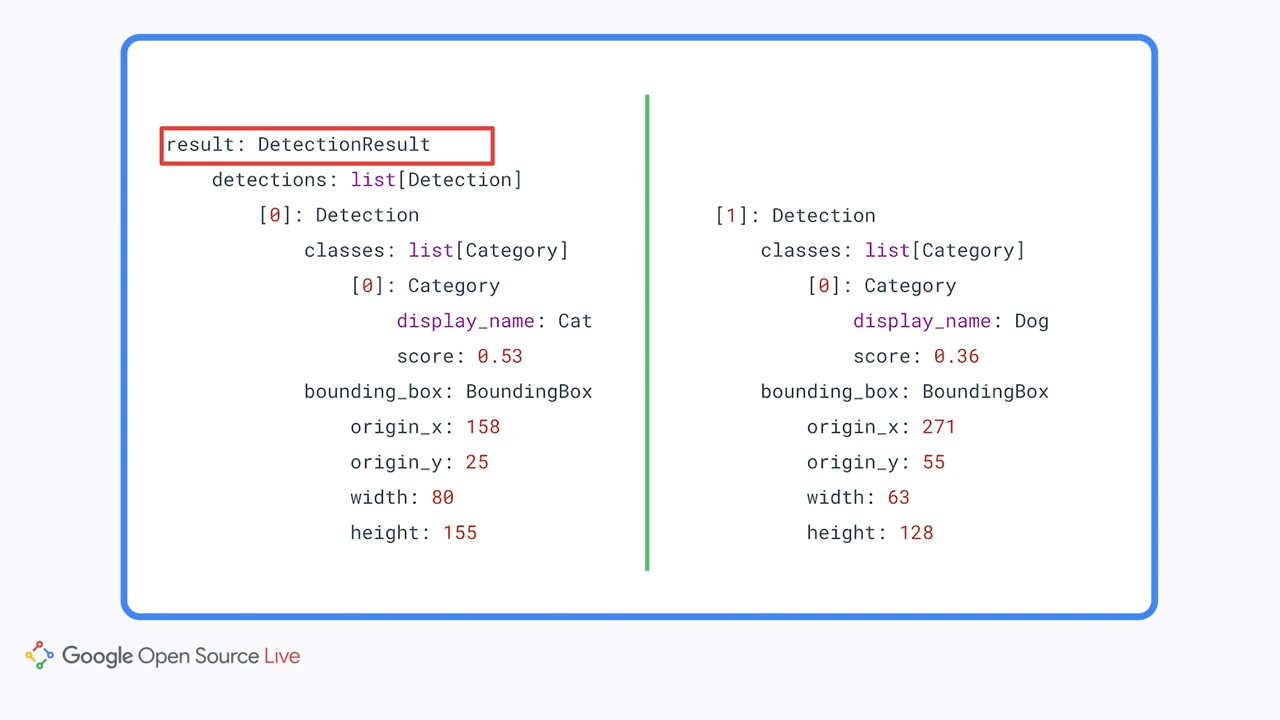 result: DetectionResult
detections: list[Detection]
[0]: Detection
classes: list[Category]
[0]: Category
display_name: Cat
score: 0.53
bounding_box: BoundingBox
origin_x: 158
origin_y: 25
width: 80
height: 155
[1]: Detection
classes: list[Category]
[0]: Category
display_name: Dog
score: 0.36
bounding_box: BoundingBox
origin_x: 271
origin_y: 55
width: 63
height: 128
Google Open Source Live